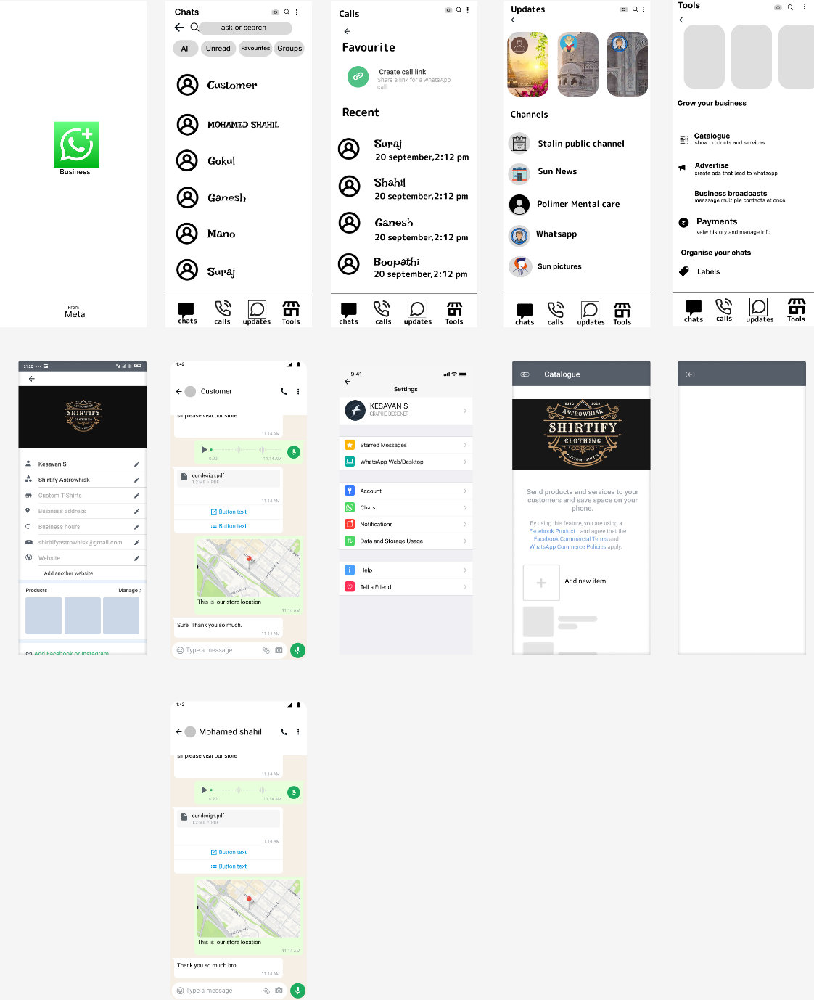 Business
From
Meta
Chats
ask or search
All
Unread
Favourites
Groups
Customer
MOHAMED SHAHIL
Gokul
Ganesh
Mano
Suraj
chats
calls
updates
Tools
Calls
Favourite
Create call link
Share a link for a whatsApp
call
Recent
Suraj
20 september,2:12 pm
Shahil
20 september,2:12 pm
Ganesh
20 september,2:12 pm
Boopathi
20 september,2:12 pm
chats
calls
updates
Tools
Updates
Channels
Stalin public channel
Sun News
Polimer Mental care
Whatsapp
Sun pictures
chats
calls
updates
Tools
Tools
Grow your business
Catalogue
show products and services
Advertise
create ads that lead to whatsapp
Business broadcasts
meassage multiple contacts at once
Payments
veiw history and manage info
Organise your chats
Labels
chats
calls
updates
Tools
21:22
ASTROWHISK
SHIRTIFY
CLOTHING
Kesavan S
Shirtify Astrowhisk
Custom T-Shirts
Business address
Business hours
shiritifyastrowhisk@gmail.com
Website
Add another website
Products
Manage
Add Facebook or Instagram
1:42
Customer
sir please visit our store
11.14 AM
0:20
11.14 AM
our design.pdf
1.2 MB • PDF
11.14 AM
Button text
Button text
This is our store location
11.14 AM
Sure. Thank you so much.
11.14 AM
Type a message
9:41
Settings
KESAVAN S
GRAPHIC DESIGNER
Starred Messages
WhatsApp Web/Desktop
Account
Chats
Notifications
Data and Storage Usage
Help
Tell a Friend
Catalogue
ESTD 2025
ASTROWHISK
SHIRTIFY
CLOTHING
CUSTOM TSHIRTS
Send products and services to your
customers and save space on your
phone.
By using this feature, you are using a
Facebook Product and agree that the
Facebook Commercial Terms and
WhatsApp Commerce Policies apply.
Add new item
1:42
Mohamed shahil
sir please visit our store
11.14 AM
0:20
11.14 AM
our design.pdf
1.2 MB • PDF
11.14 AM
Button text
Button text
This is our store location
11.14 AM
Thank you so much bro.
11.14 AM
Type a message